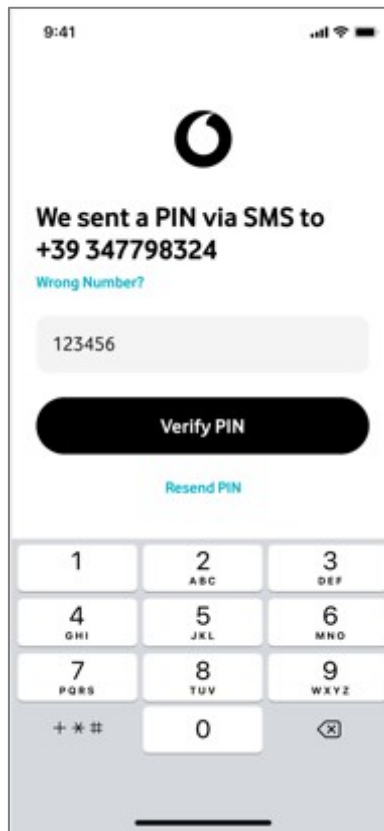 9:41
We sent a PIN via SMS to
+39 347798324
Wrong Number?
123456
Verify PIN
Resend PIN
1 2 3
ABC DEF
4 5 6
GHI JKL MNO
7 8 9
PQRS TUV WXYZ
+ * # 0